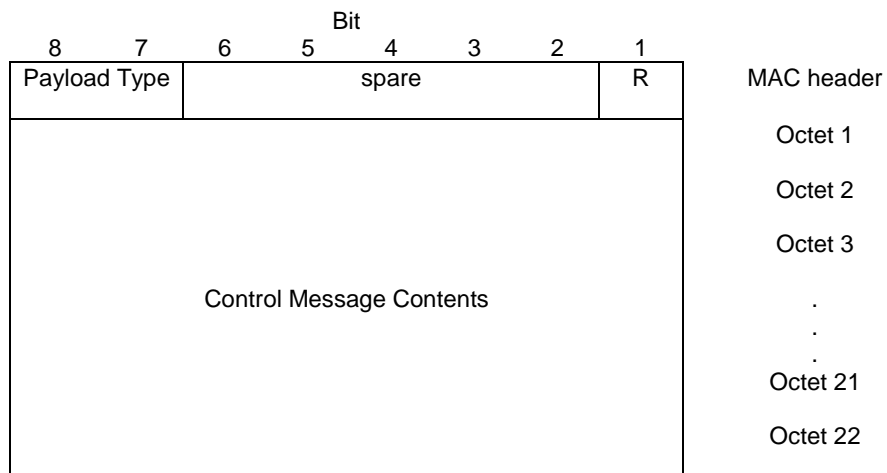 Bit
8 7 6 5 4 3 2 1
Payload Type spare R MAC header
Octet 1
Octet 2
Octet 3
Control Message Contents .
.
.
Octet 21
Octet 22